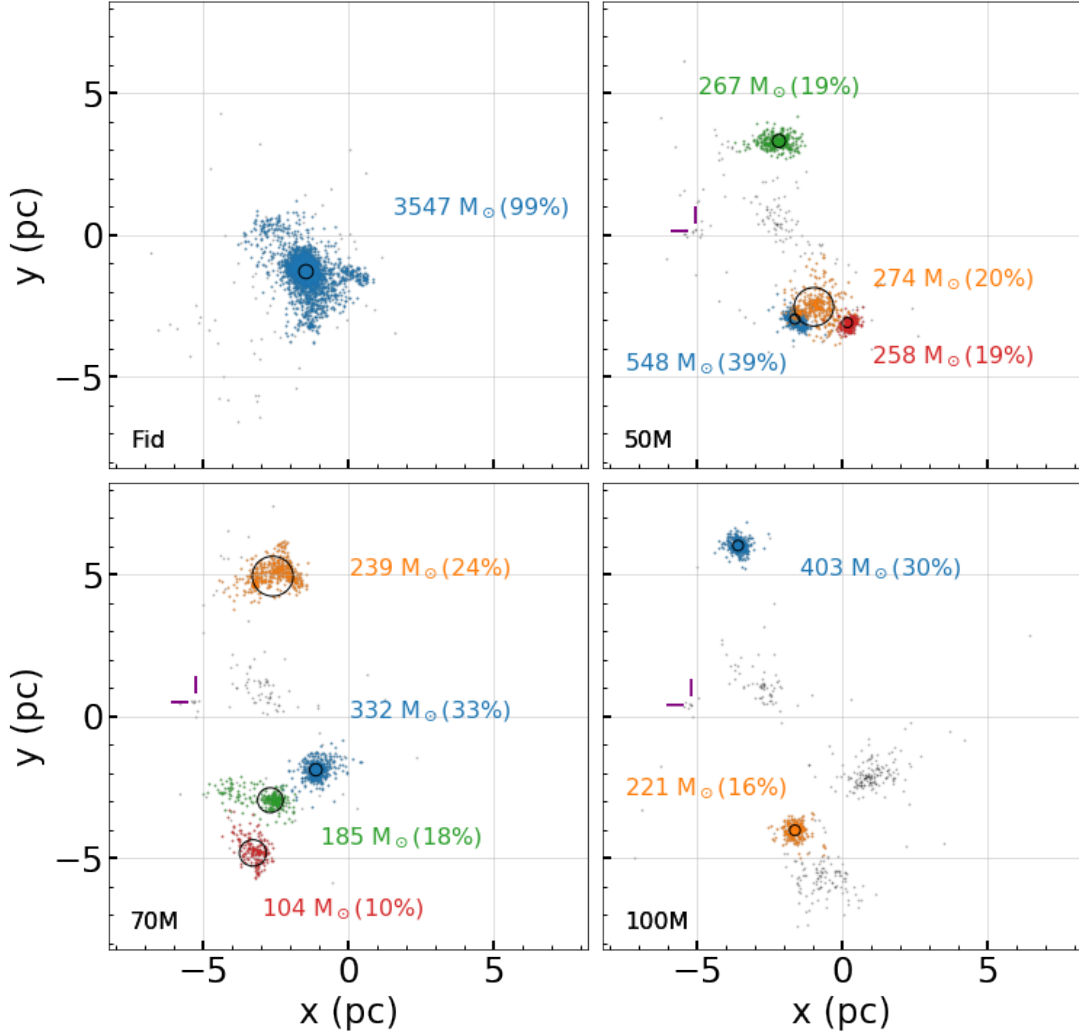 5
0
−5
y (pc)
3547 M☉(99%)
Fid
267 M☉(19%)
274 M☉(20%)
548 M☉(39%)
258 M☉(19%)
50M
5
0
−5
y (pc)
239 M☉(24%)
332 M☉(33%)
185 M☉(18%)
104 M☉(10%)
70M
403 M☉(30%)
221 M☉(16%)
100M
−5 0 5
x (pc)
−5 0 5
x (pc)